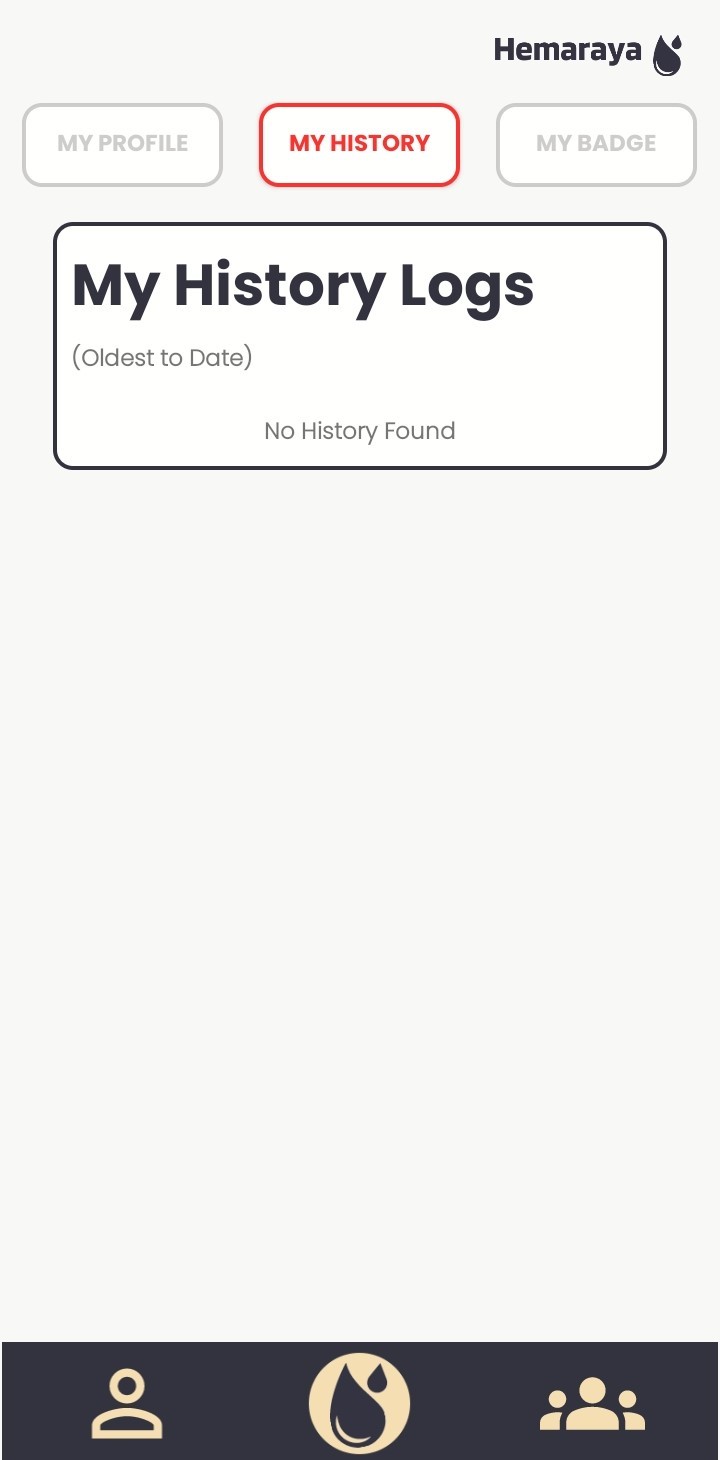 Hemaraya
MY PROFILE
MY HISTORY
MY BADGE
My History Logs
(Oldest to Date)
No History Found